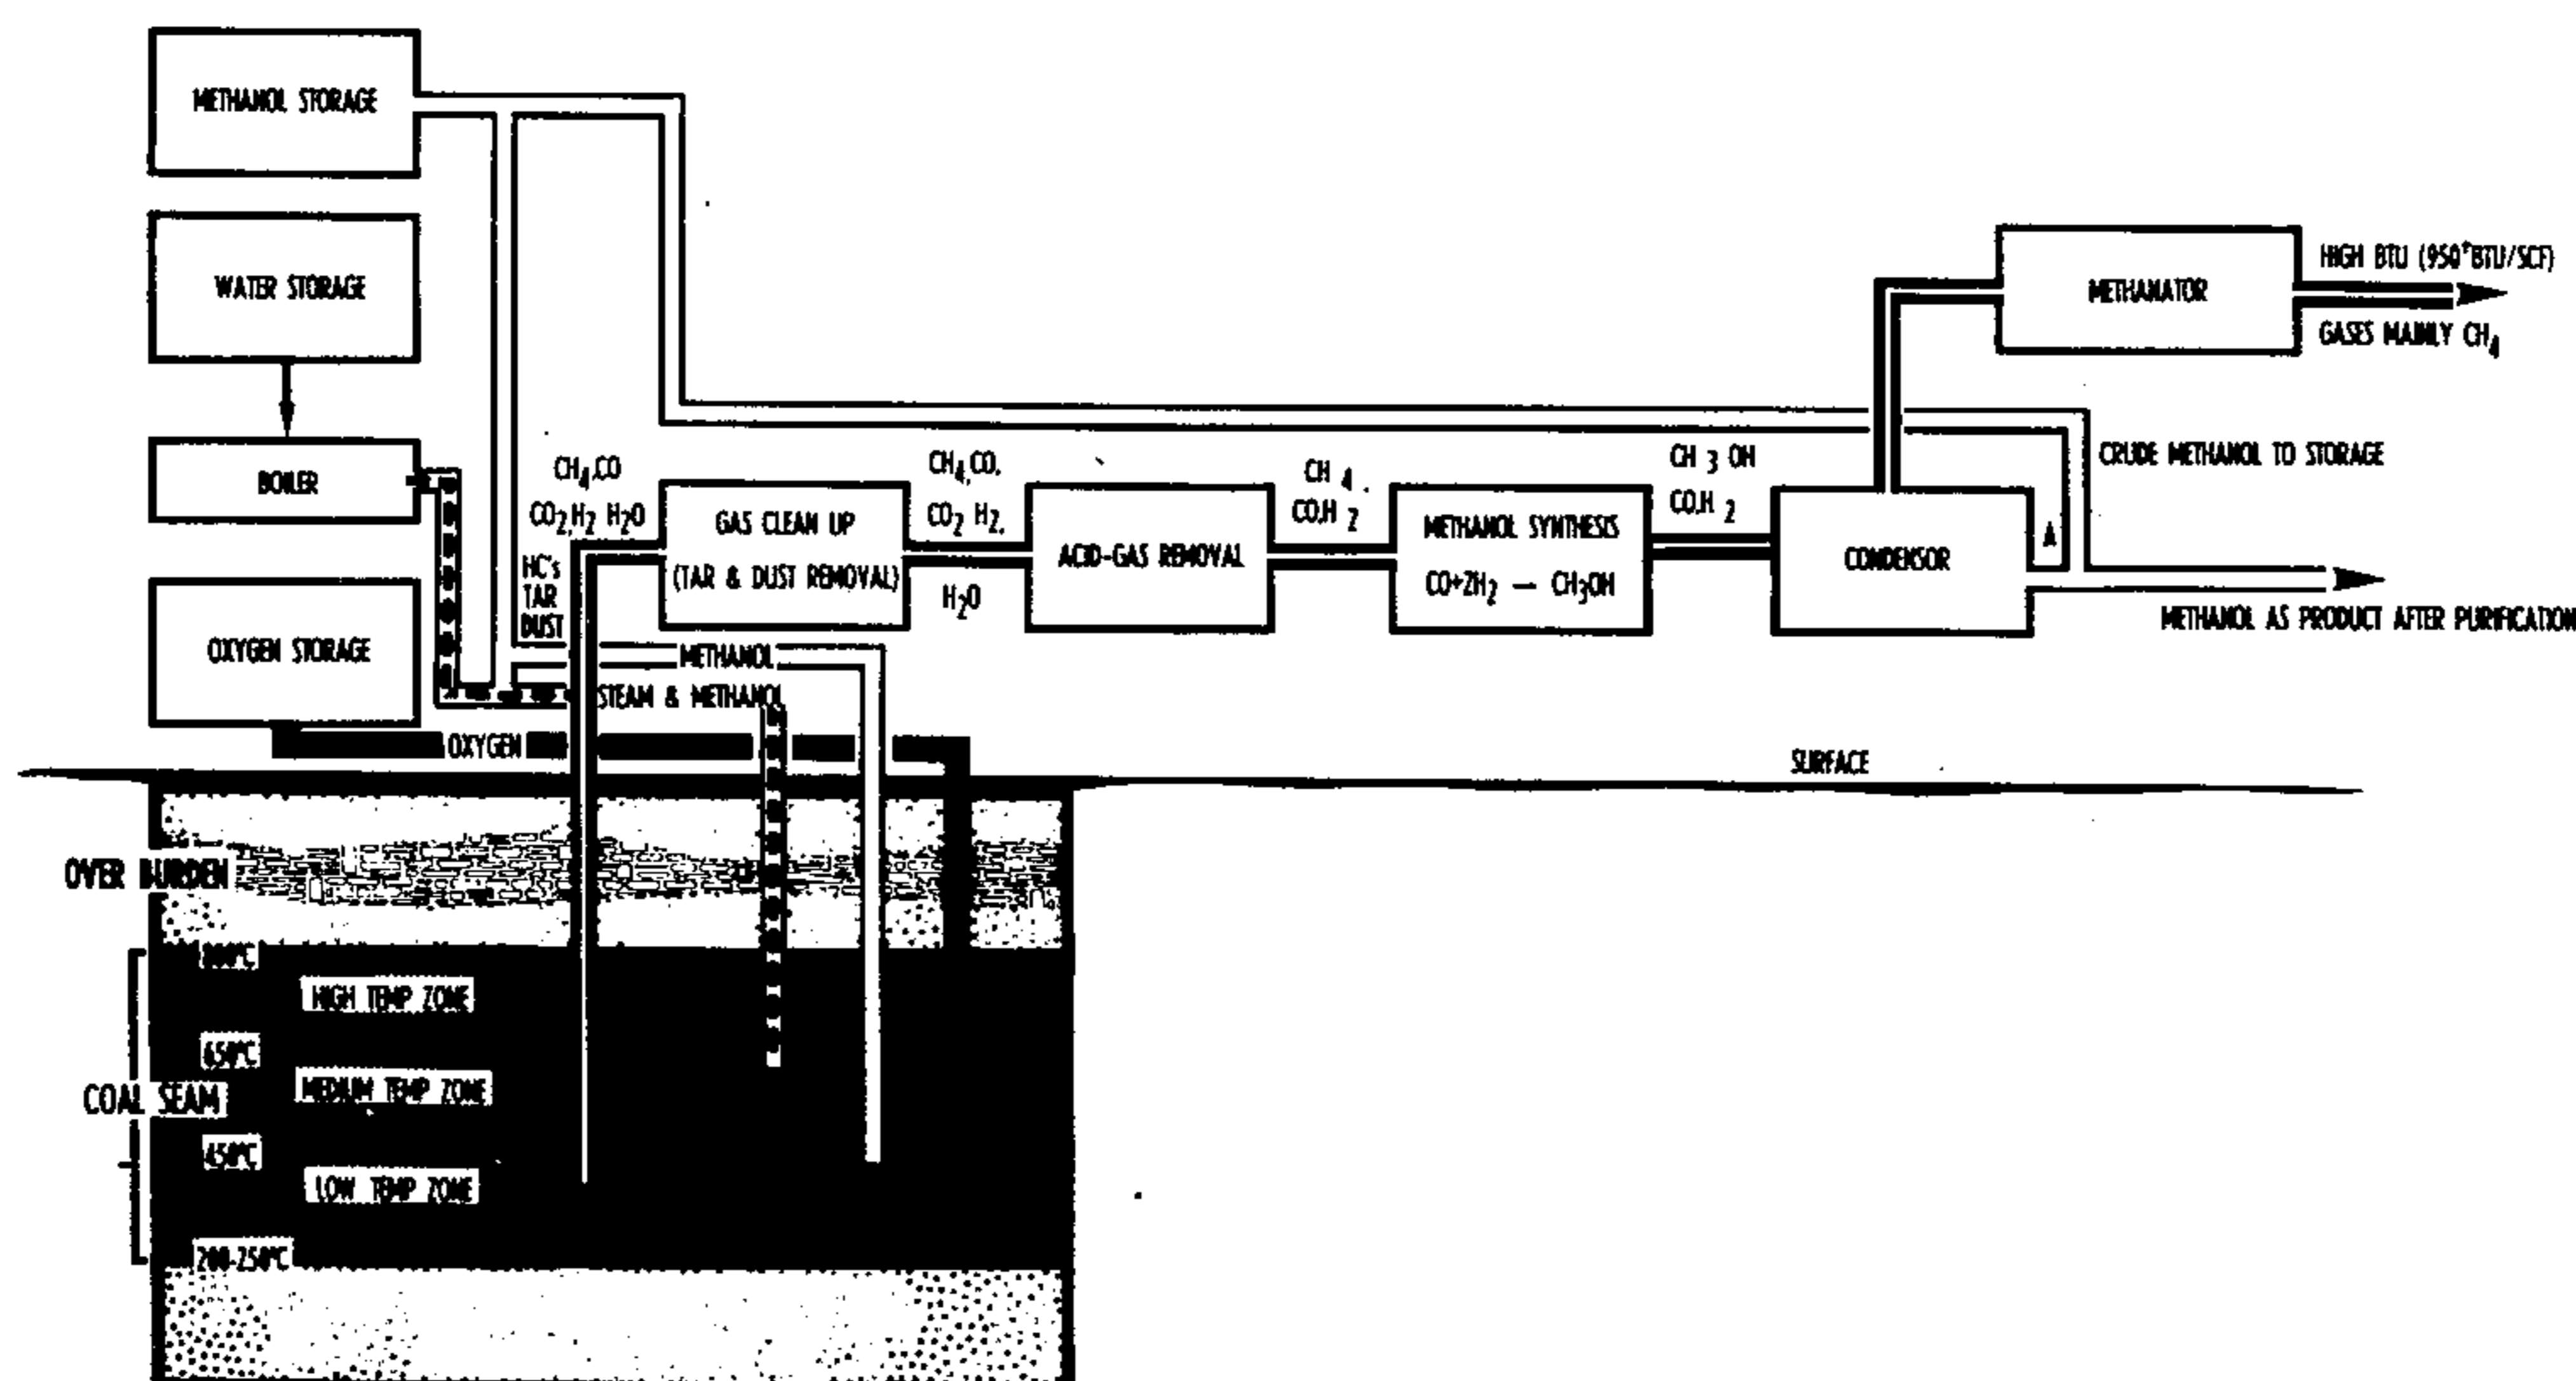 METHANOL STORAGE
WATER STORAGE
BOILER
OXYGEN STORAGE
CH4,CO
CO2,H2 H2O
HC's
TAR
DUST
GAS CLEAN UP
(TAR & DUST REMOVAL)
CH4,CO,
CO2 H2,
H2O
ACID-GAS REMOVAL
CH 4
CO,H 2
METHANOL SYNTHESIS
CO+2H2 — CH3OH
CH 3 OH
CO,H 2
CONDENSOR
METHANATOR
HIGH BTU (950+BTU/SCF)
GASES MAINLY CH4
CRUDE METHANOL TO STORAGE
METHANOL AS PRODUCT AFTER PURIFICATION
METHANOL
STEAM & METHANOL
OXYGEN
SURFACE
OVER BURDEN
800°C
HIGH TEMP ZONE
650°C
MEDIUM TEMP ZONE
COAL SEAM
450°C
LOW TEMP ZONE
200-250°C